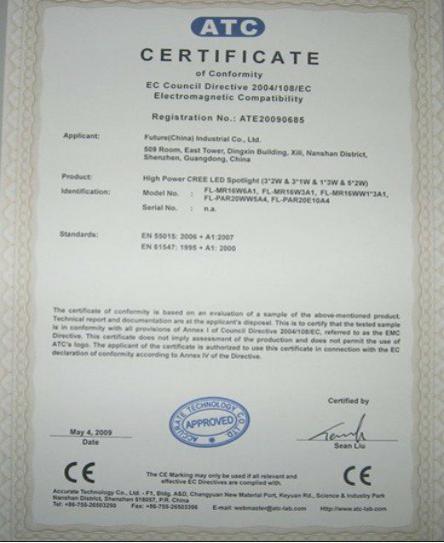 ATC
CERTIFICATE
of Conformity
EC Council Directive 2004/108/EC
Electromagnetic Compatibility
Registration No.: ATE20090685
Applicant: Future(China) Industrial Co., Ltd.
509 Room, East Tower, Dingxin Building, Xili, Nanshan District,
Shenzhen, Guangdong, China
Product: High Power CREE LED Spotlight (3*2W & 3*1W & 1*3W & 5*2W)
Identification: Model No. : FL-MR16W6A1, FL-MR16W3A1, FL-MR16WW1*3A1,
FL-PAR20WW5A4, FL-PAR20E10A4
Serial No. : n.a.
Standards: EN 55015: 2006 + A1:2007
EN 61547: 1995 + A1: 2000
The certificate of conformity is based on an evaluation of a sample of the above-mentioned product.
Technical report and documentation are at the applicant's disposal. This is to certify that the tested sample
is in conformity with all provisions of Annex I of Council Directive 2004/108/EC, referred to as the EMC
Directive. This certificate does not imply assessment of the production and does not permit the use of
ATC's logo. The applicant of the certificate is authorized to use this certificate in connection with the EC
declaration of conformity according to Annex IV of the Directive.
Certified by
ACCURATE TECHNOLOGY CO. LTD
APPROVED
May 4, 2009
Date
Sean Liu
CE
CE
The CE Marking may only be used if all relevant and
effective EC Directives are complied with.
Accurate Technology Co., Ltd. - F1, Bldg. A&D, Changyuan New Material Port, Keyuan Rd., Science & Industry Park
Nanshan District, Shenzhen 518057, P.R. China
Tel: +86-755-26503290 Fax: +86-755-26503396 E-mail: webmaster@atc-lab.com Http://www.atc-lab.com